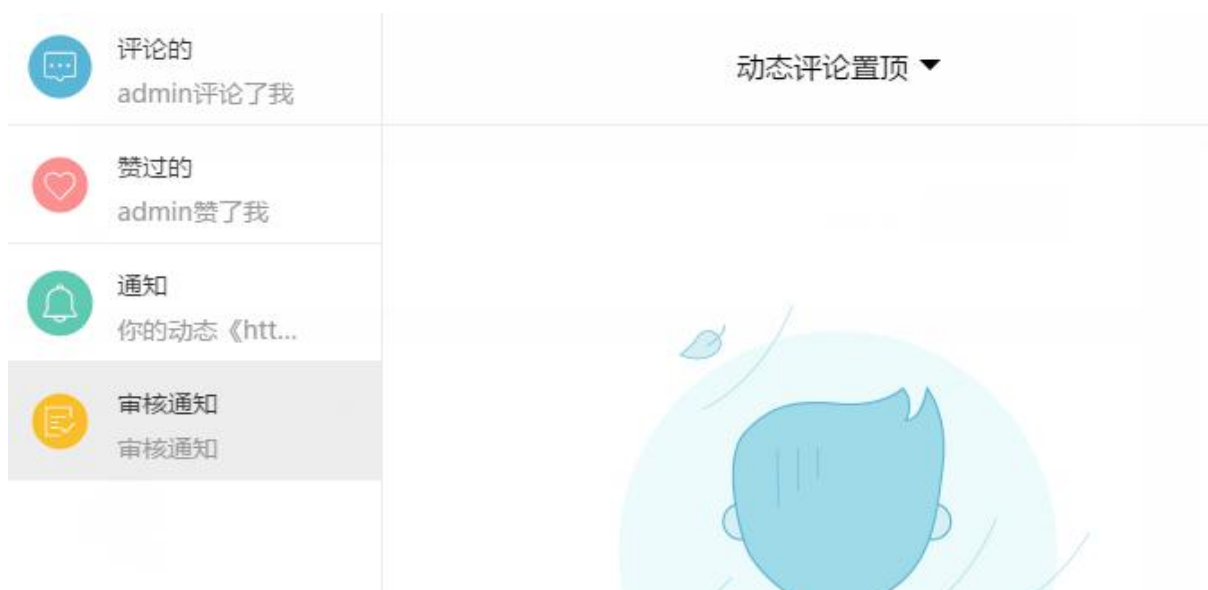 评论的
admin评论了我
赞过的
admin赞了我
通知
你的动态《htt...
审核通知
审核通知
动态评论置顶